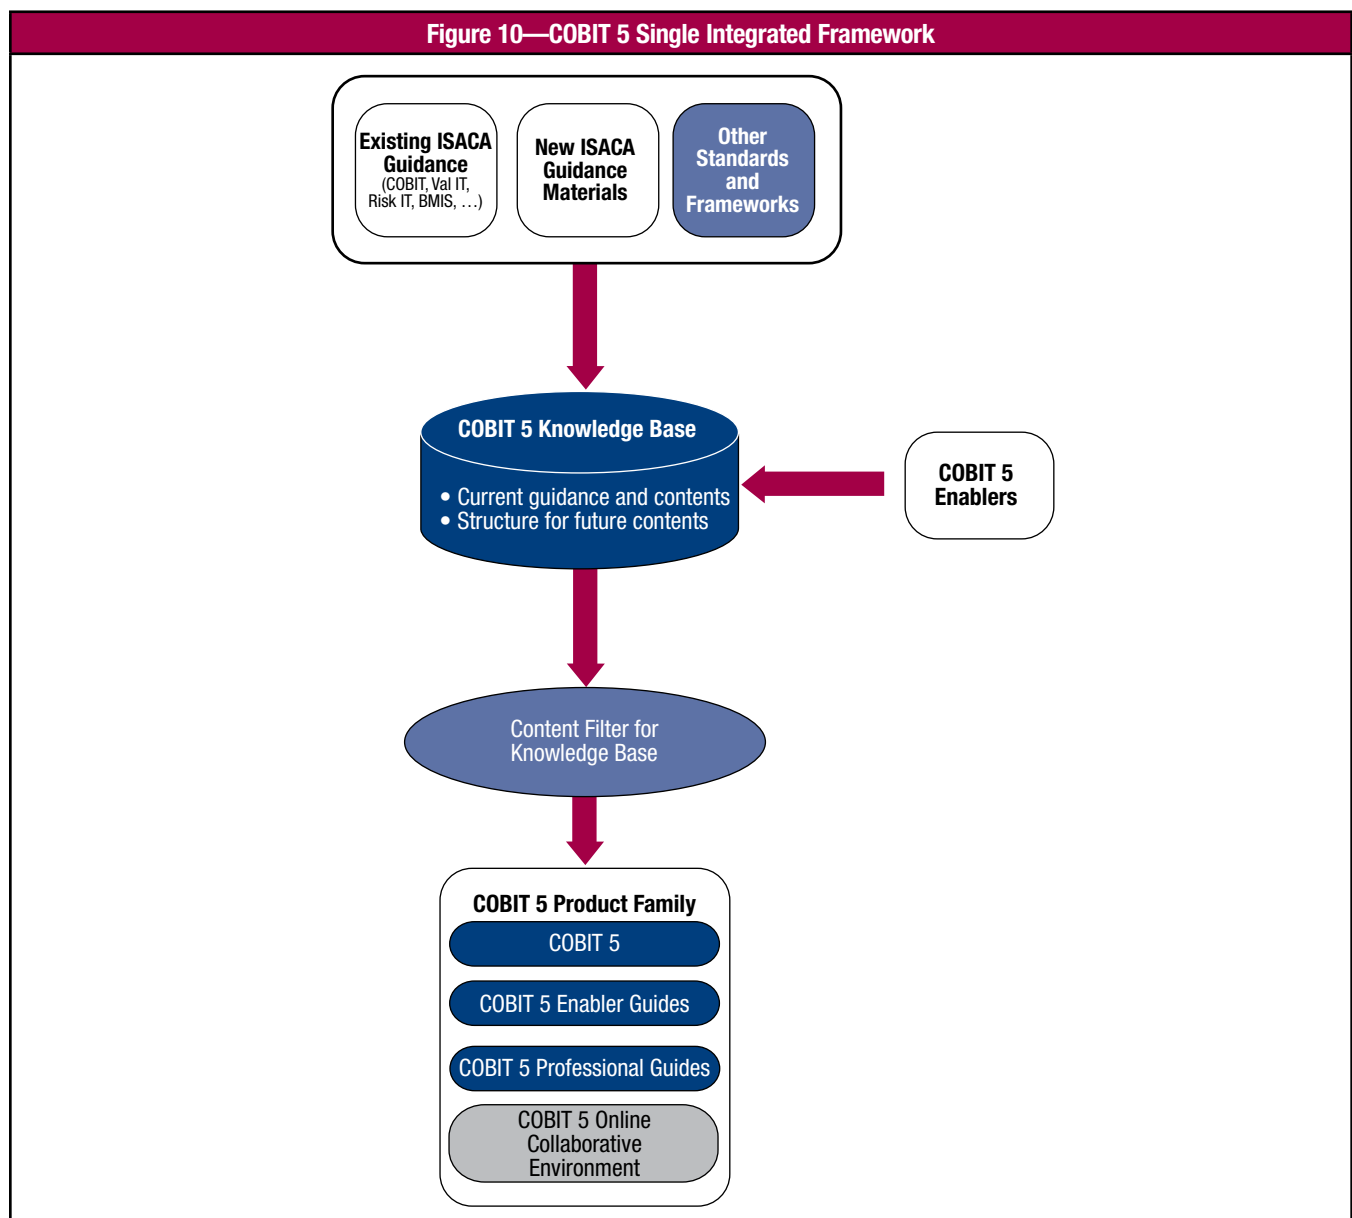 Figure 10—COBIT 5 Single Integrated Framework
Existing ISACA
Guidance
(COBIT, Val IT,
Risk IT, BMIS, …)
New ISACA
Guidance
Materials
Other
Standards
and
Frameworks
COBIT 5 Knowledge Base
• Current guidance and contents
• Structure for future contents
COBIT 5
Enablers
Content Filter for
Knowledge Base
COBIT 5 Product Family
COBIT 5
COBIT 5 Enabler Guides
COBIT 5 Professional Guides
COBIT 5 Online
Collaborative
Environment